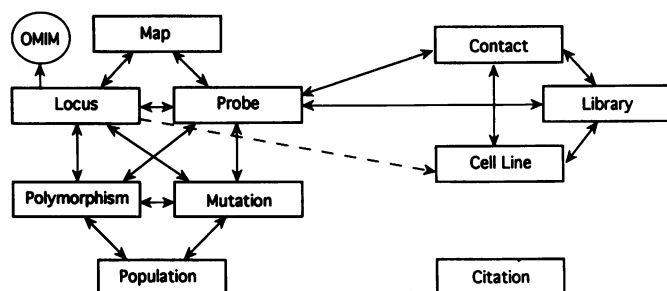 OMIM
Map
Contact
Locus
Probe
Library
Cell Line
Polymorphism
Mutation
Population
Citation